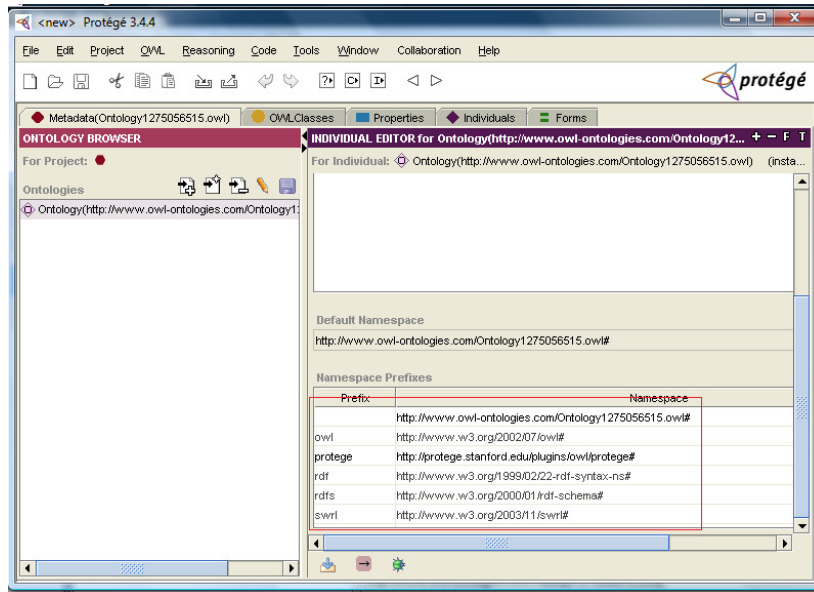 <new> Protégé 3.4.4
File Edit Project OWL Reasoning Code Tools Window Collaboration Help
protégé
Metadata(Ontology1275056515.owl) OWLClasses Properties Individuals Forms
ONTOLOGY BROWSER
For Project:
Ontologies
Ontology(http://www.owl-ontologies.com/Ontology1
INDIVIDUAL EDITOR for Ontology(http://www.owl-ontologies.com/Ontology12... + − F T
For Individual: Ontology(http://www.owl-ontologies.com/Ontology1275056515.owl) (insta...
Default Namespace
http://www.owl-ontologies.com/Ontology1275056515.owl#
Namespace Prefixes
Prefix Namespace
http://www.owl-ontologies.com/Ontology1275056515.owl#
owl http://www.w3.org/2002/07/owl#
protege http://protege.stanford.edu/plugins/owl/protege#
rdf http://www.w3.org/1999/02/22-rdf-syntax-ns#
rdfs http://www.w3.org/2000/01/rdf-schema#
swrl http://www.w3.org/2003/11/swrl#